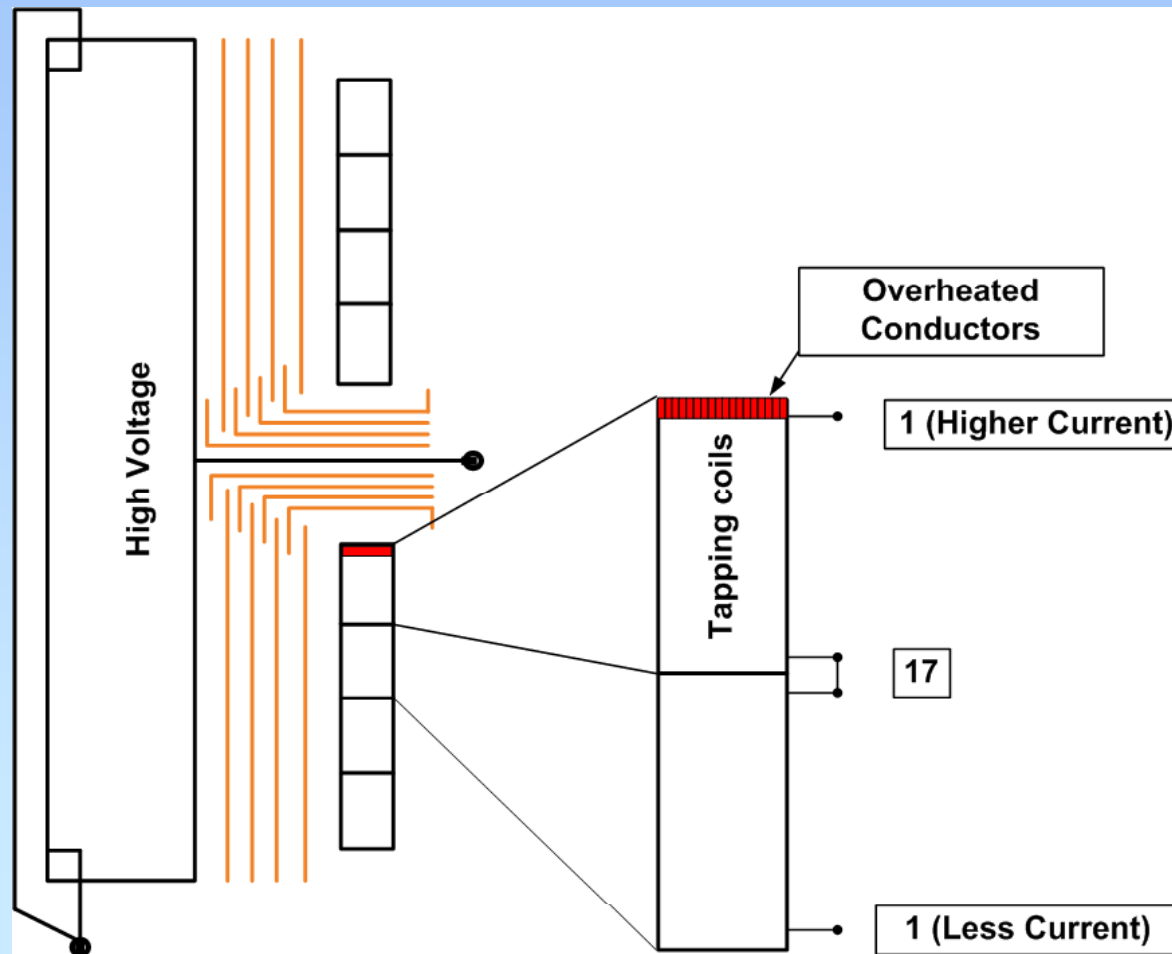 High Voltage
Overheated
Conductors
1 (Higher Current)
Tapping coils
17
1 (Less Current)